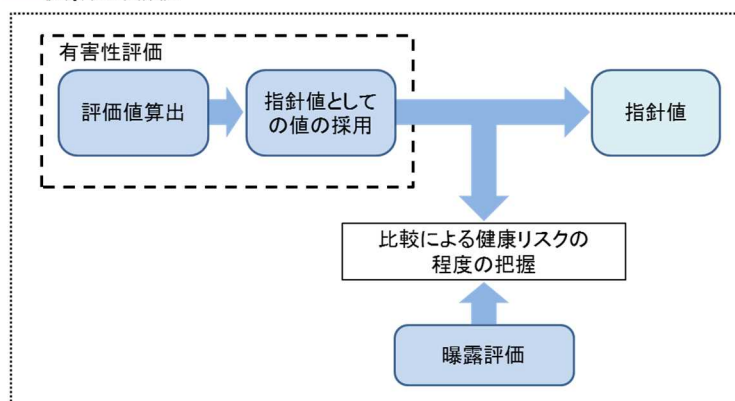 有害性評価
評価値算出
指針値として
の値の採用
指針値
比較による健康リスクの
程度の把握
曝露評価